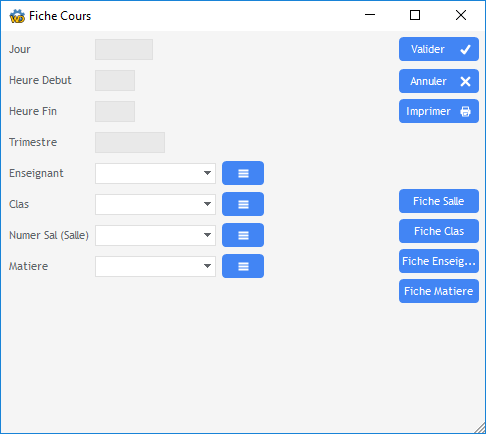 Fiche Cours
Jour
Valider
Heure Debut
Annuler
Heure Fin
Imprimer
Trimestre
Enseignant
Clas
Fiche Salle
Numer Sal (Salle)
Fiche Clas
Matiere
Fiche Enseig...
Fiche Matiere